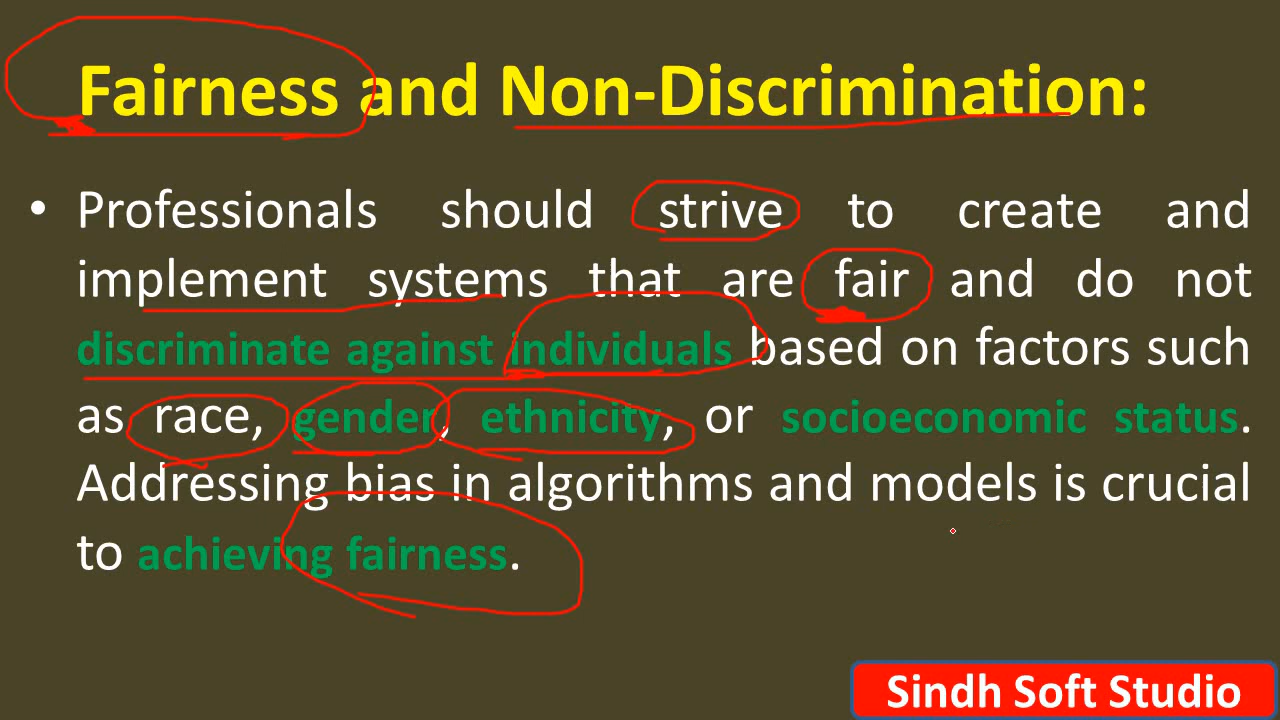 Fairness and Non-Discrimination:
• Professionals should strive to create and
implement systems that are fair and do not
discriminate against individuals based on factors such
as race, gender, ethnicity, or socioeconomic status.
Addressing bias in algorithms and models is crucial
to achieving fairness.
Sindh Soft Studio